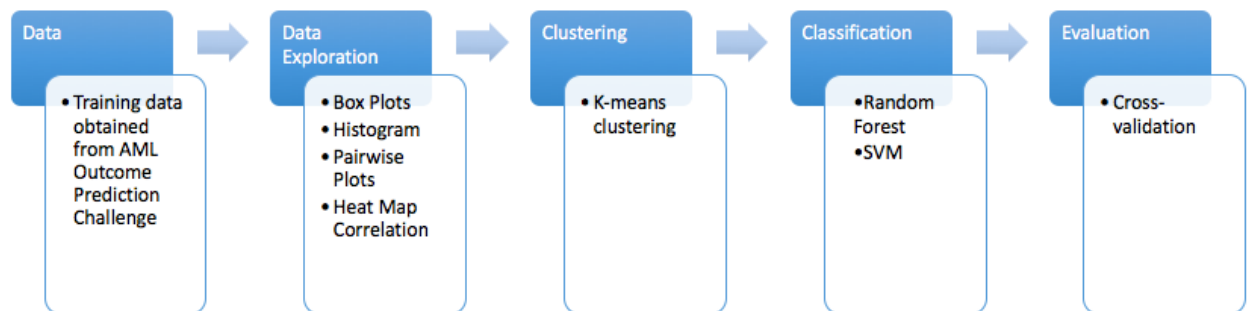 Data
• Training data
obtained
from AML
Outcome
Prediction
Challenge
Data
Exploration
• Box Plots
• Histogram
• Pairwise
Plots
• Heat Map
Correlation
Clustering
• K-means
clustering
Classification
•Random
Forest
•SVM
Evaluation
• Cross-
validation